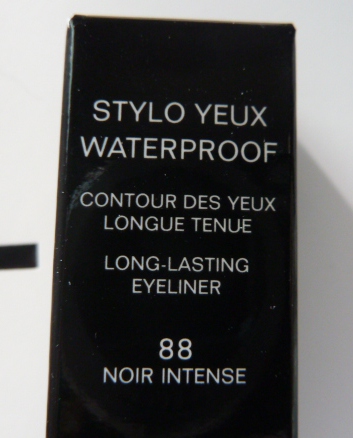 STYLO YEUX
WATERPROOF
CONTOUR DES YEUX
LONGUE TENUE
LONG-LASTING
EYELINER
88
NOIR INTENSE